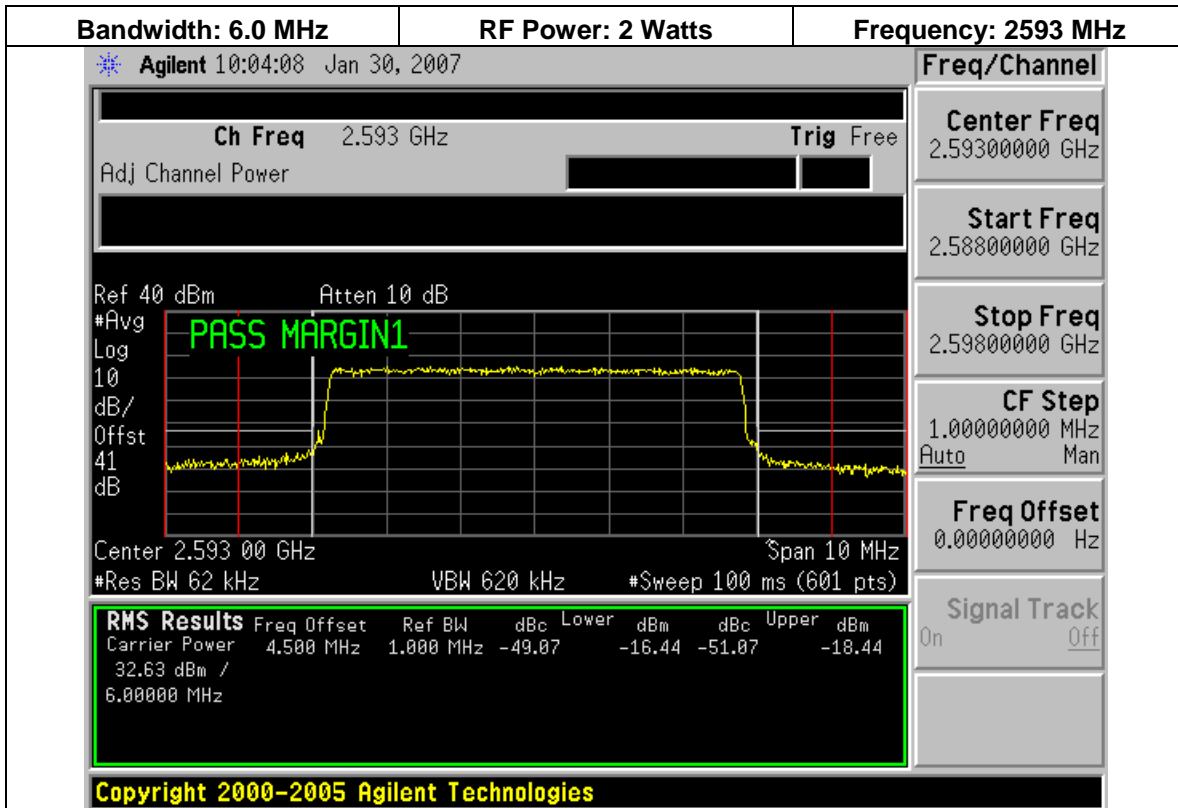 Bandwidth: 6.0 MHz RF Power: 2 Watts Frequency: 2593 MHz
Agilent 10:04:08 Jan 30, 2007 Freq/Channel
Ch Freq 2.593 GHz Trig Free
Adj Channel Power
Center Freq
2.59300000 GHz
Start Freq
2.58800000 GHz
Stop Freq
2.59800000 GHz
CF Step
1.00000000 MHz
Auto Man
Freq Offset
0.00000000 Hz
Signal Track
On Off
Ref 40 dBm Atten 10 dB
#Avg
Log
10
dB/
Offst
41
dB
PASS MARGIN1
Center 2.593 00 GHz Span 10 MHz
#Res BW 62 kHz VBW 620 kHz #Sweep 100 ms (601 pts)
RMS Results Freq Offset Ref BW dBc Lower dBm dBc Upper dBm
Carrier Power 4.500 MHz 1.000 MHz -49.07 -16.44 -51.07 -18.44
32.63 dBm /
6.00000 MHz
Copyright 2000-2005 Agilent Technologies